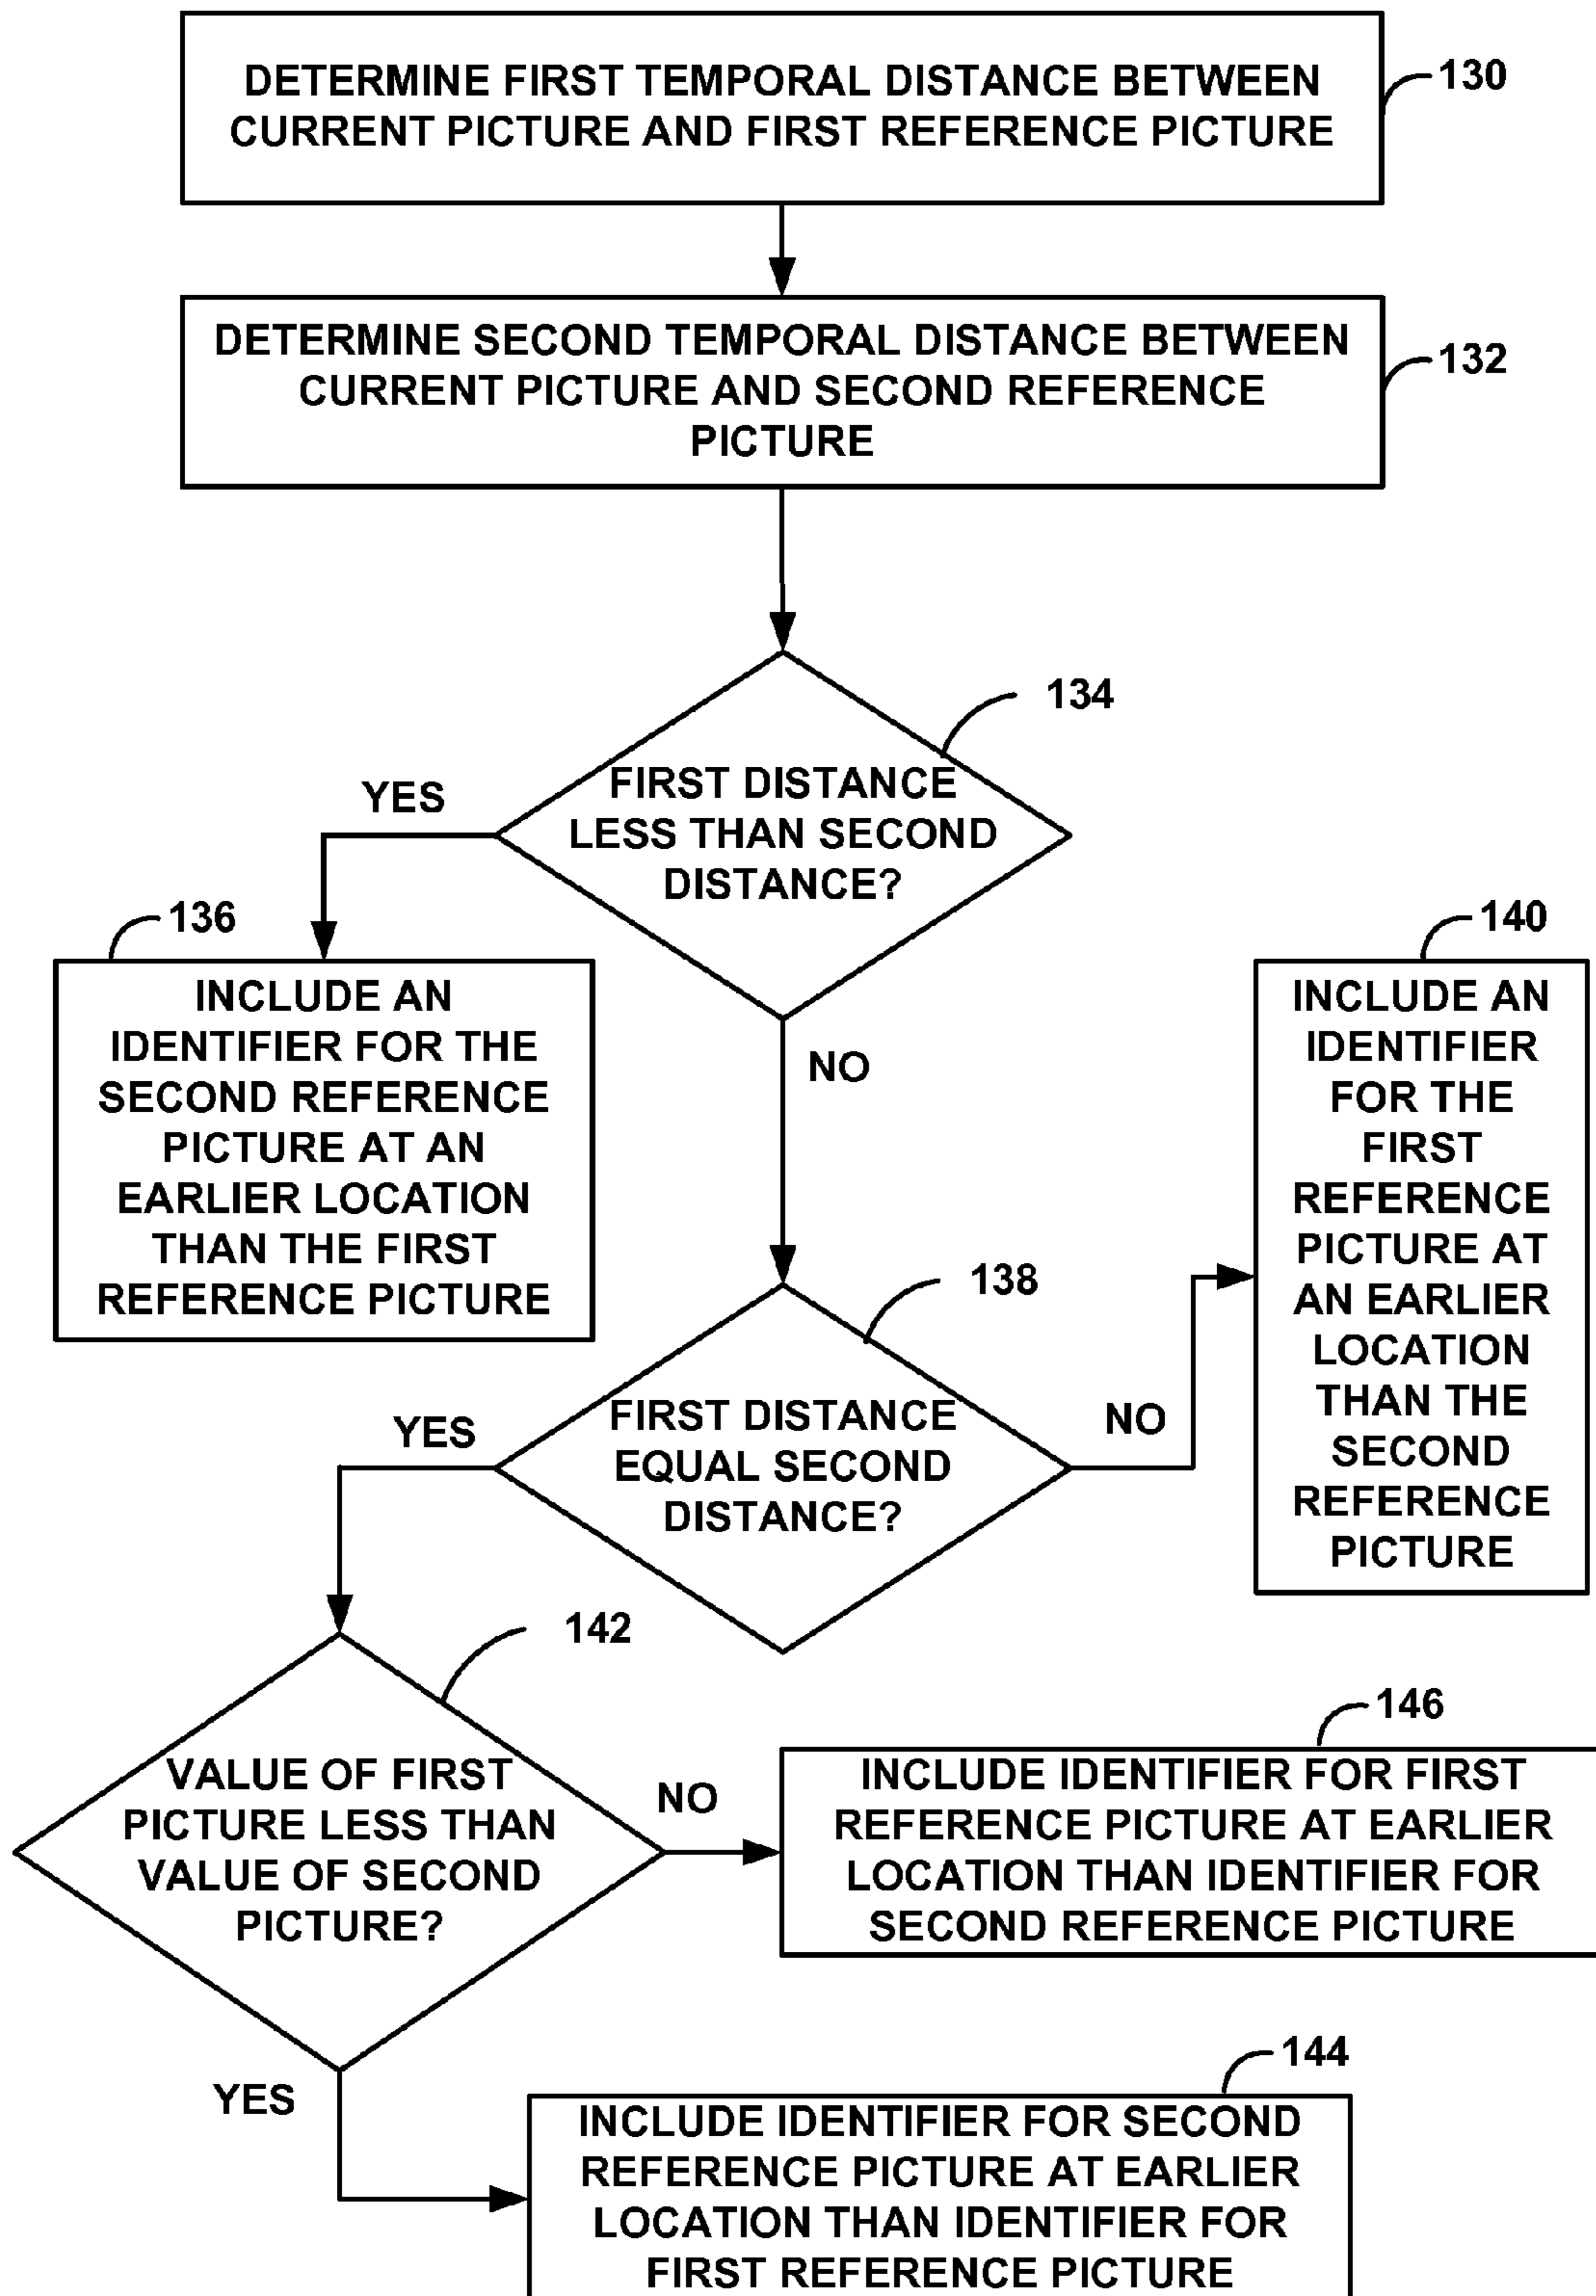 DETERMINE FIRST TEMPORAL DISTANCE BETWEEN
CURRENT PICTURE AND FIRST REFERENCE PICTURE
130
DETERMINE SECOND TEMPORAL DISTANCE BETWEEN
CURRENT PICTURE AND SECOND REFERENCE
PICTURE
132
134
FIRST DISTANCE
LESS THAN SECOND
DISTANCE?
YES
NO
136
INCLUDE AN
IDENTIFIER FOR THE
SECOND REFERENCE
PICTURE AT AN
EARLIER LOCATION
THAN THE FIRST
REFERENCE PICTURE
138
FIRST DISTANCE
EQUAL SECOND
DISTANCE?
YES
NO
140
INCLUDE AN
IDENTIFIER
FOR THE
FIRST
REFERENCE
PICTURE AT
AN EARLIER
LOCATION
THAN THE
SECOND
REFERENCE
PICTURE
142
VALUE OF FIRST
PICTURE LESS THAN
VALUE OF SECOND
PICTURE?
NO
YES
146
INCLUDE IDENTIFIER FOR FIRST
REFERENCE PICTURE AT EARLIER
LOCATION THAN IDENTIFIER FOR
SECOND REFERENCE PICTURE
144
INCLUDE IDENTIFIER FOR SECOND
REFERENCE PICTURE AT EARLIER
LOCATION THAN IDENTIFIER FOR
FIRST REFERENCE PICTURE